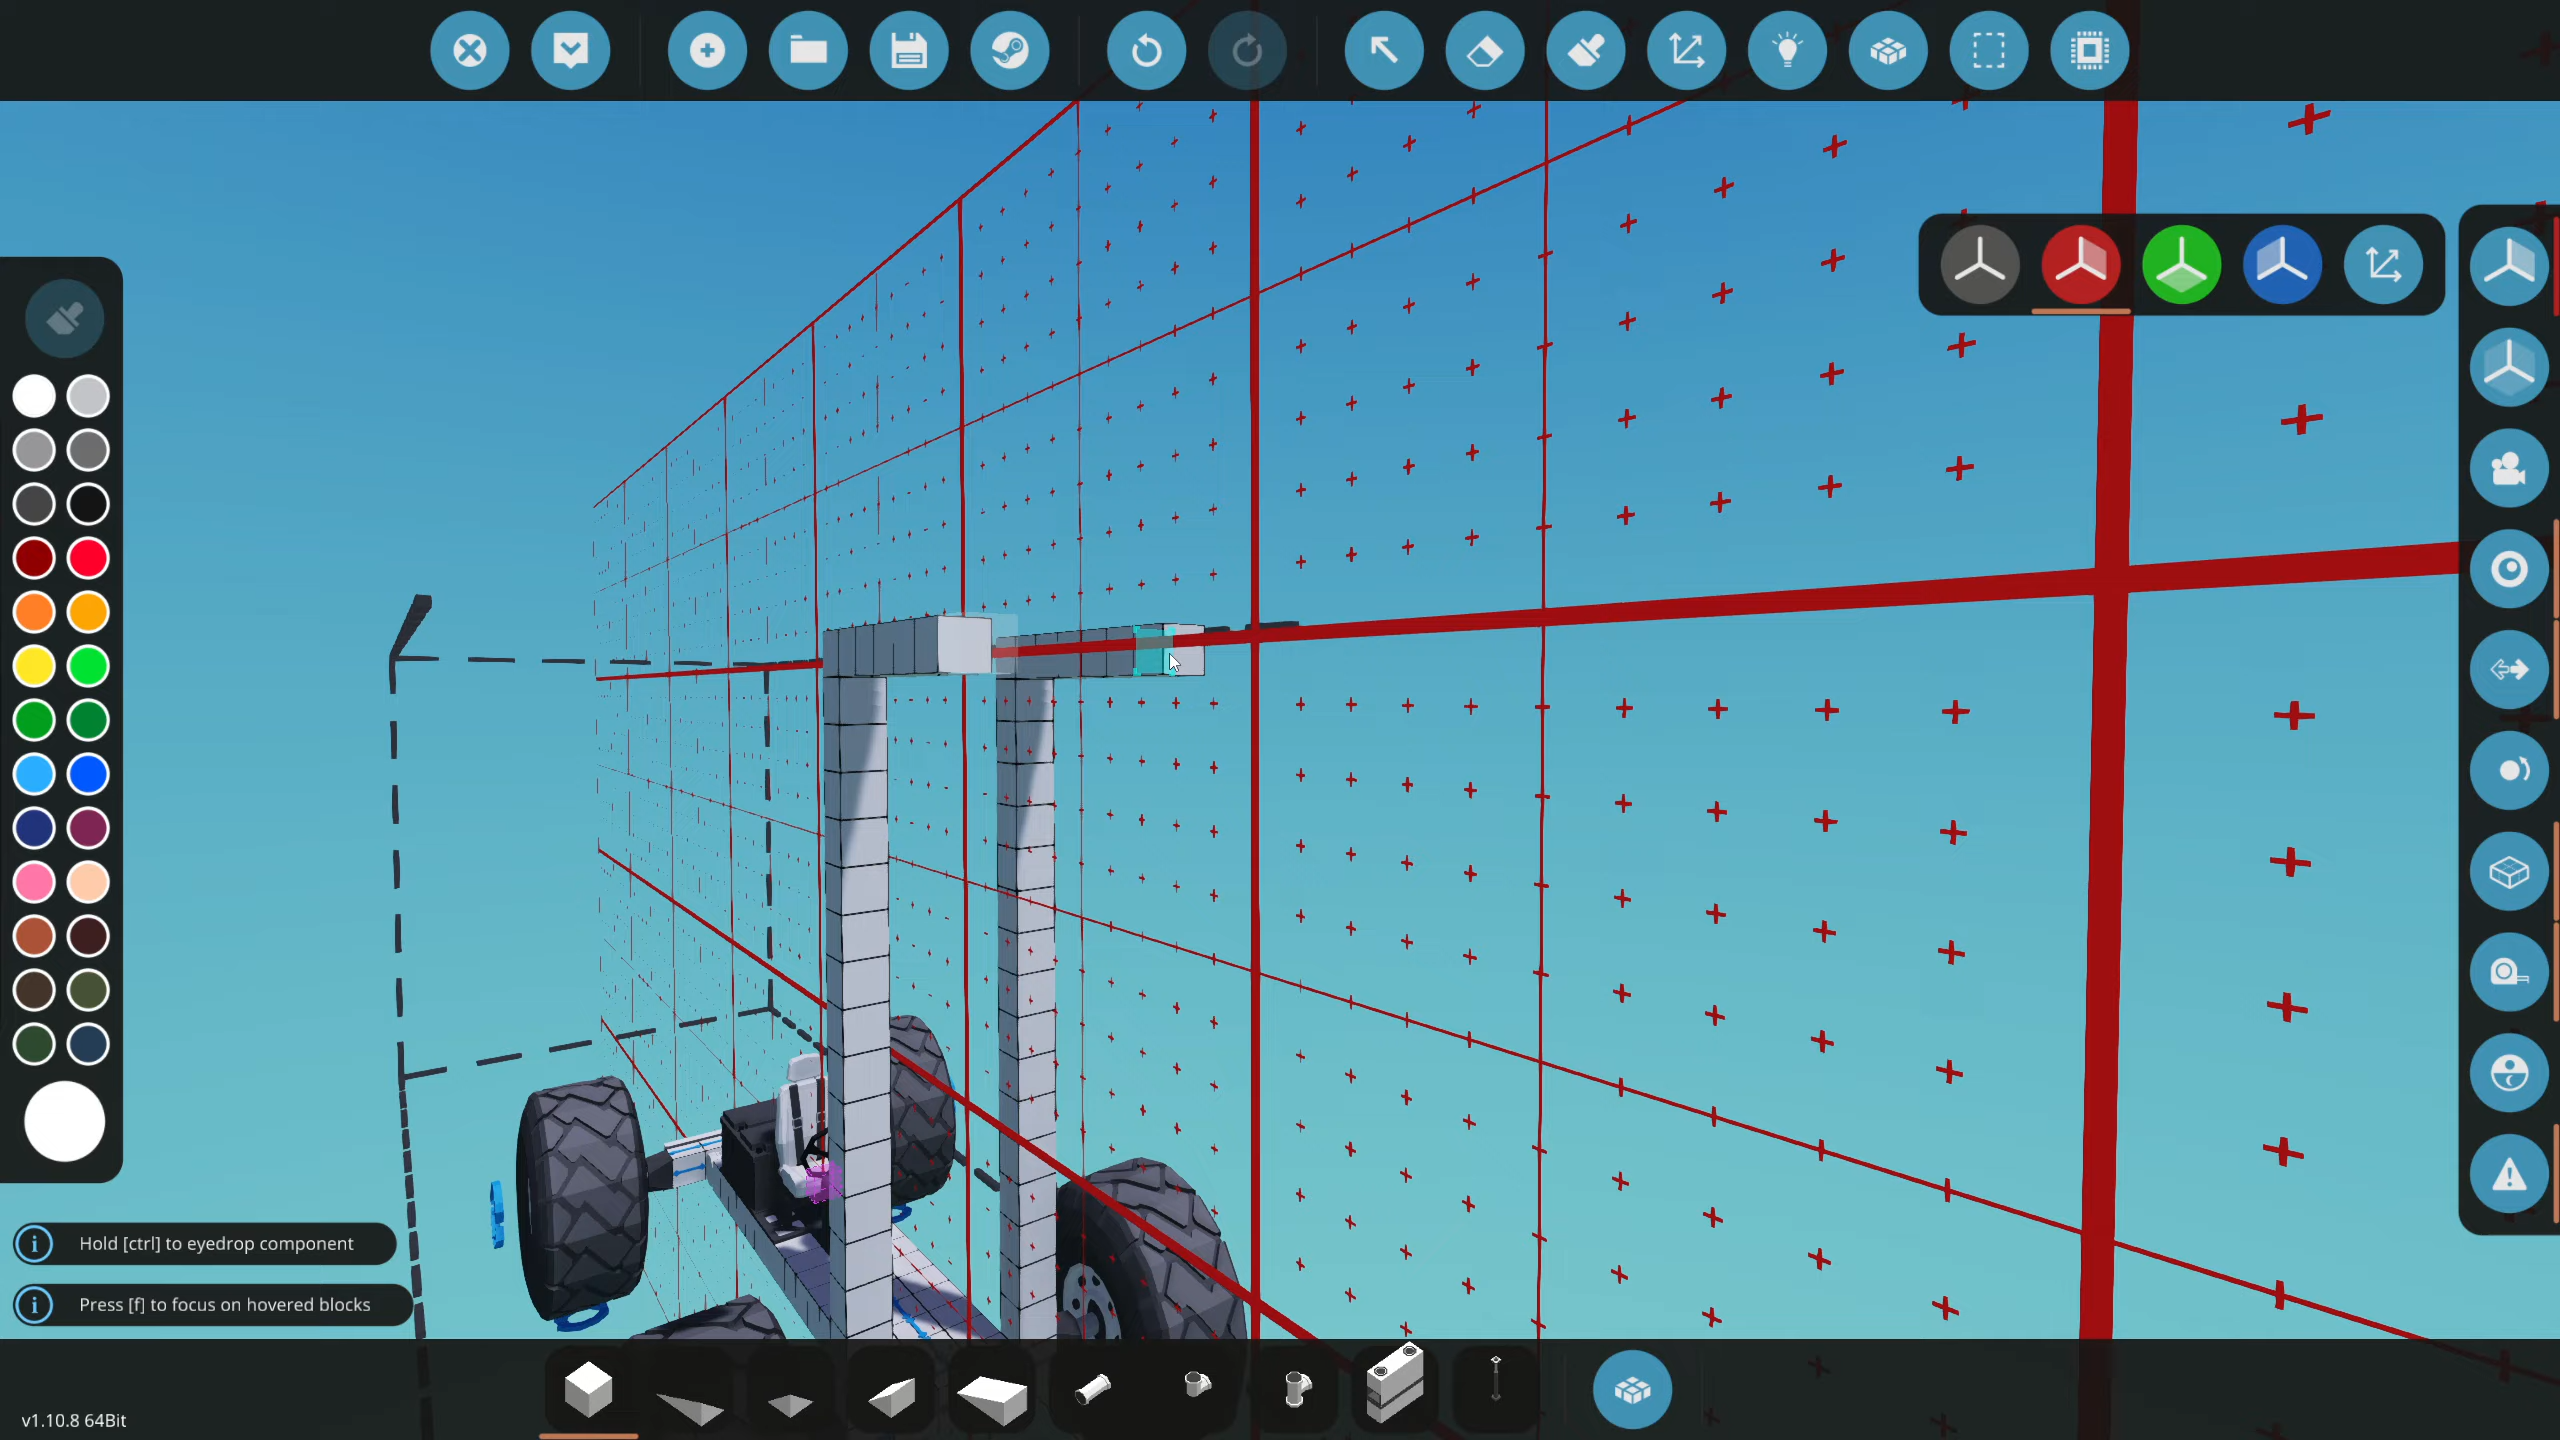 Hold [ctrl] to eyedrop component
Press [f] to focus on hovered blocks
v1.10.8 64Bit